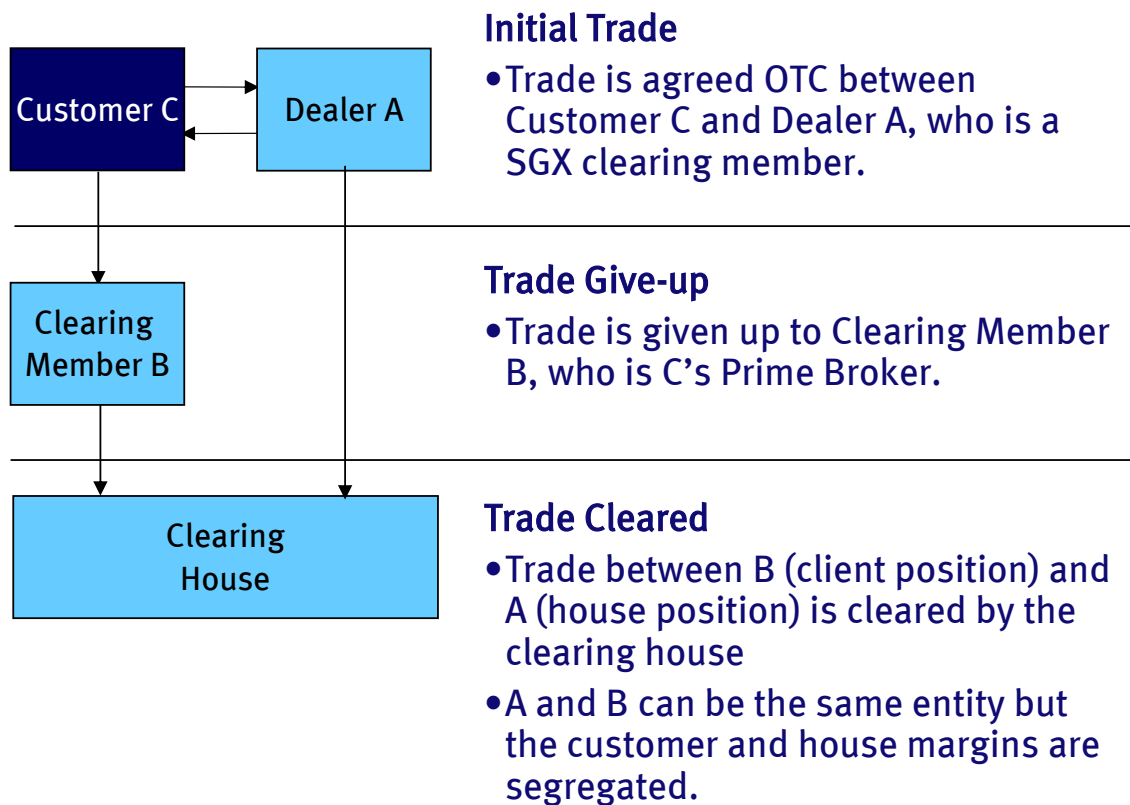 Customer C
Dealer A
Initial Trade
•Trade is agreed OTC between
Customer C and Dealer A, who is a
SGX clearing member.
Clearing
Member B
Trade Give-up
•Trade is given up to Clearing Member
B, who is C’s Prime Broker.
Clearing
House
Trade Cleared
•Trade between B (client position) and
A (house position) is cleared by the
clearing house
•A and B can be the same entity but
the customer and house margins are
segregated.